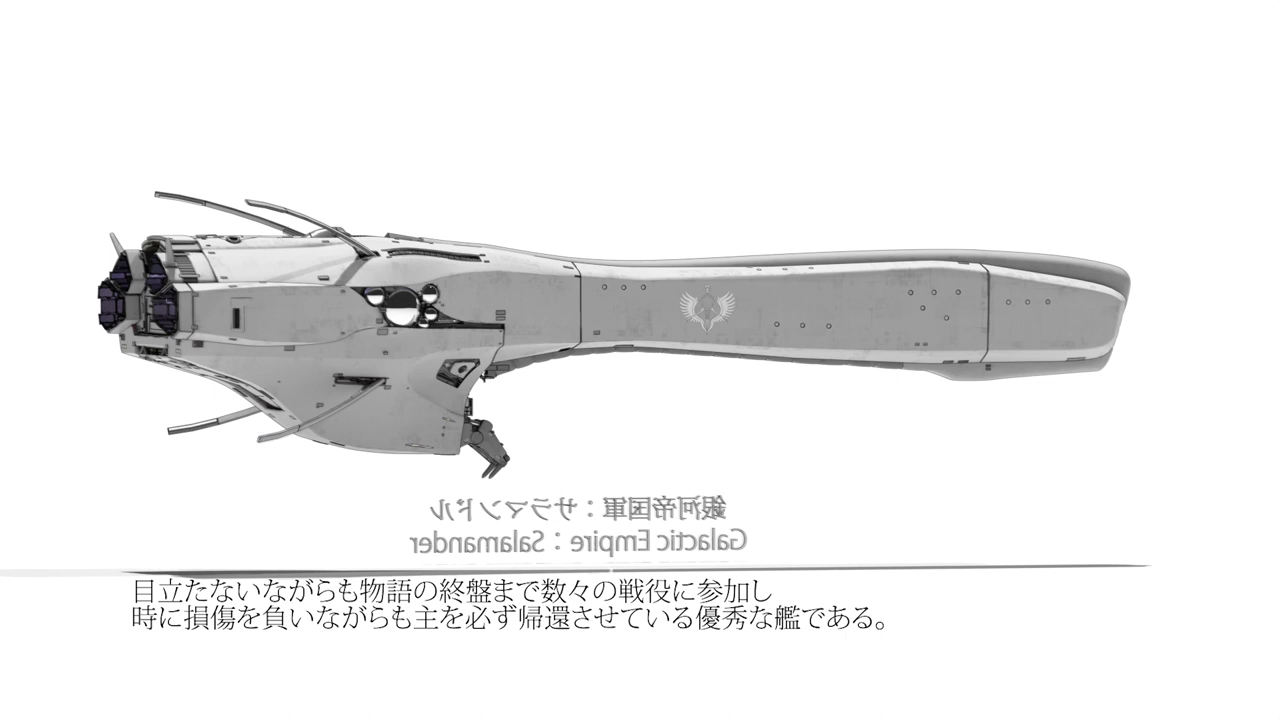 銀河帝国軍：サラマンドル
Galactic Empire：Salamander
目立たないながらも物語の終盤まで数々の戦役に参加し
時に損傷を負いながらも主を必ず帰還させている優秀な艦である。